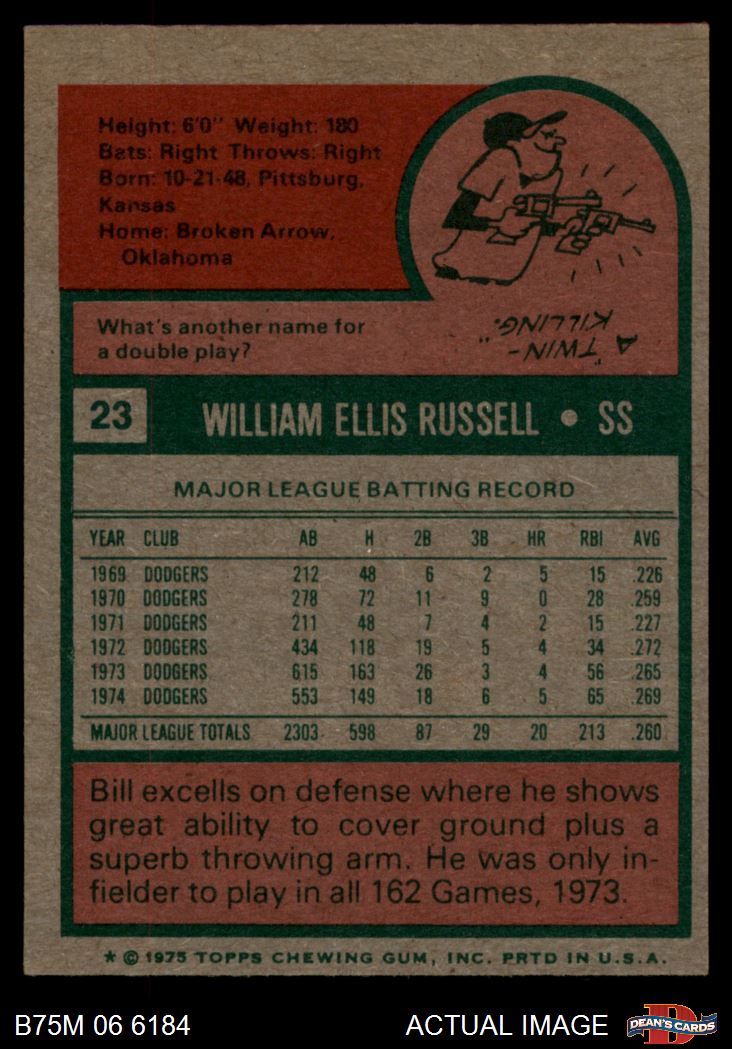 Height: 6'0" Weight: 180
Bats: Right Throws: Right
Born: 10-21-48, Pittsburg,
Kansas
Home: Broken Arrow,
Oklahoma
What's another name for
a double play?
A "TWIN-
KILLING."
23 WILLIAM ELLIS RUSSELL • SS
MAJOR LEAGUE BATTING RECORD
YEAR CLUB AB H 2B 3B HR RBI AVG
1969 DODGERS 212 48 6 2 5 15 .226
1970 DODGERS 278 72 11 9 0 28 .259
1971 DODGERS 211 48 7 4 2 15 .227
1972 DODGERS 434 118 19 5 4 34 .272
1973 DODGERS 615 163 26 3 4 56 .265
1974 DODGERS 553 149 18 6 5 65 .269
MAJOR LEAGUE TOTALS 2303 598 87 29 20 213 .260
Bill excells on defense where he shows
great ability to cover ground plus a
superb throwing arm. He was only in-
fielder to play in all 162 Games, 1973.
* © 1975 TOPPS CHEWING GUM, INC. PRTD IN U.S.A.
B75M 06 6184 ACTUAL IMAGE DEAN'S CARDS